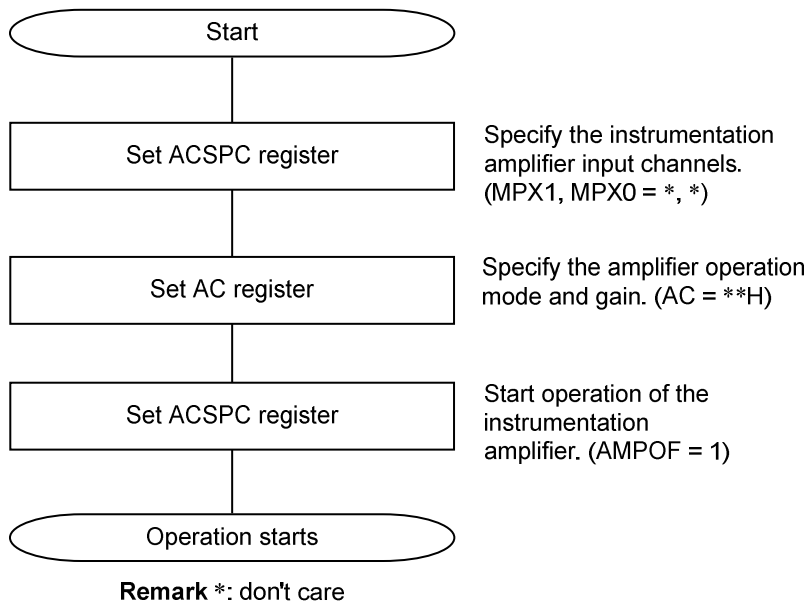 Start
Set ACSPC register
Specify the instrumentation
amplifier input channels.
(MPX1, MPX0 = *, *)
Set AC register
Specify the amplifier operation
mode and gain. (AC = **H)
Set ACSPC register
Start operation of the
instrumentation
amplifier. (AMPOF = 1)
Operation starts
Remark *: don't care